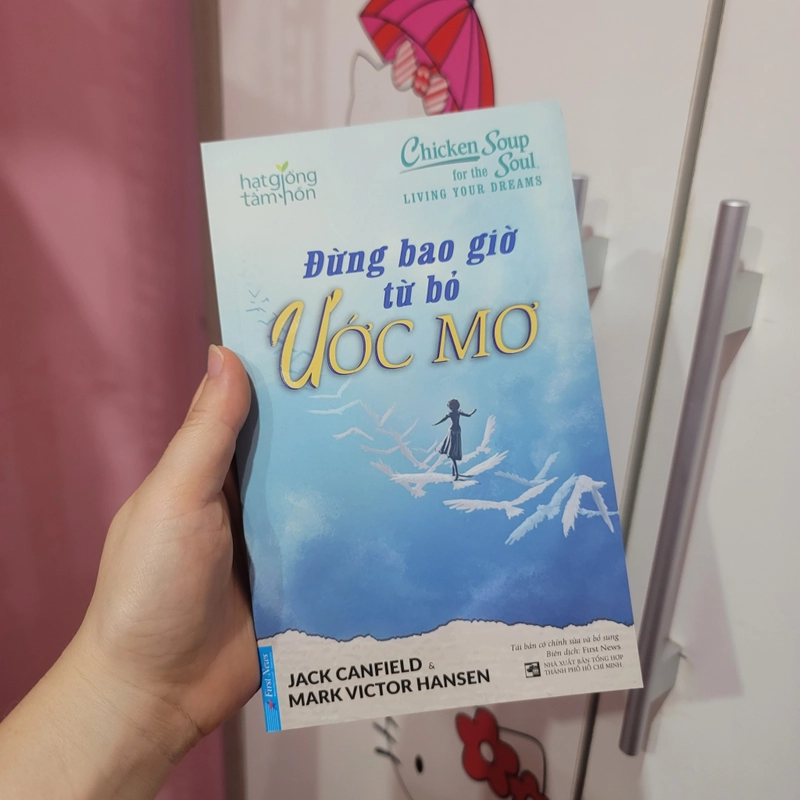 hạt giống
tâm hồn
Chicken Soup
for the Soul
LIVING YOUR DREAMS
Đừng bao giờ
từ bỏ
ƯỚC MƠ
First News
JACK CANFIELD &
MARK VICTOR HANSEN
Tái bản có chỉnh sửa và bổ sung
Biên dịch: First News
NHÀ XUẤT BẢN TỔNG HỢP
THÀNH PHỐ HỒ CHÍ MINH